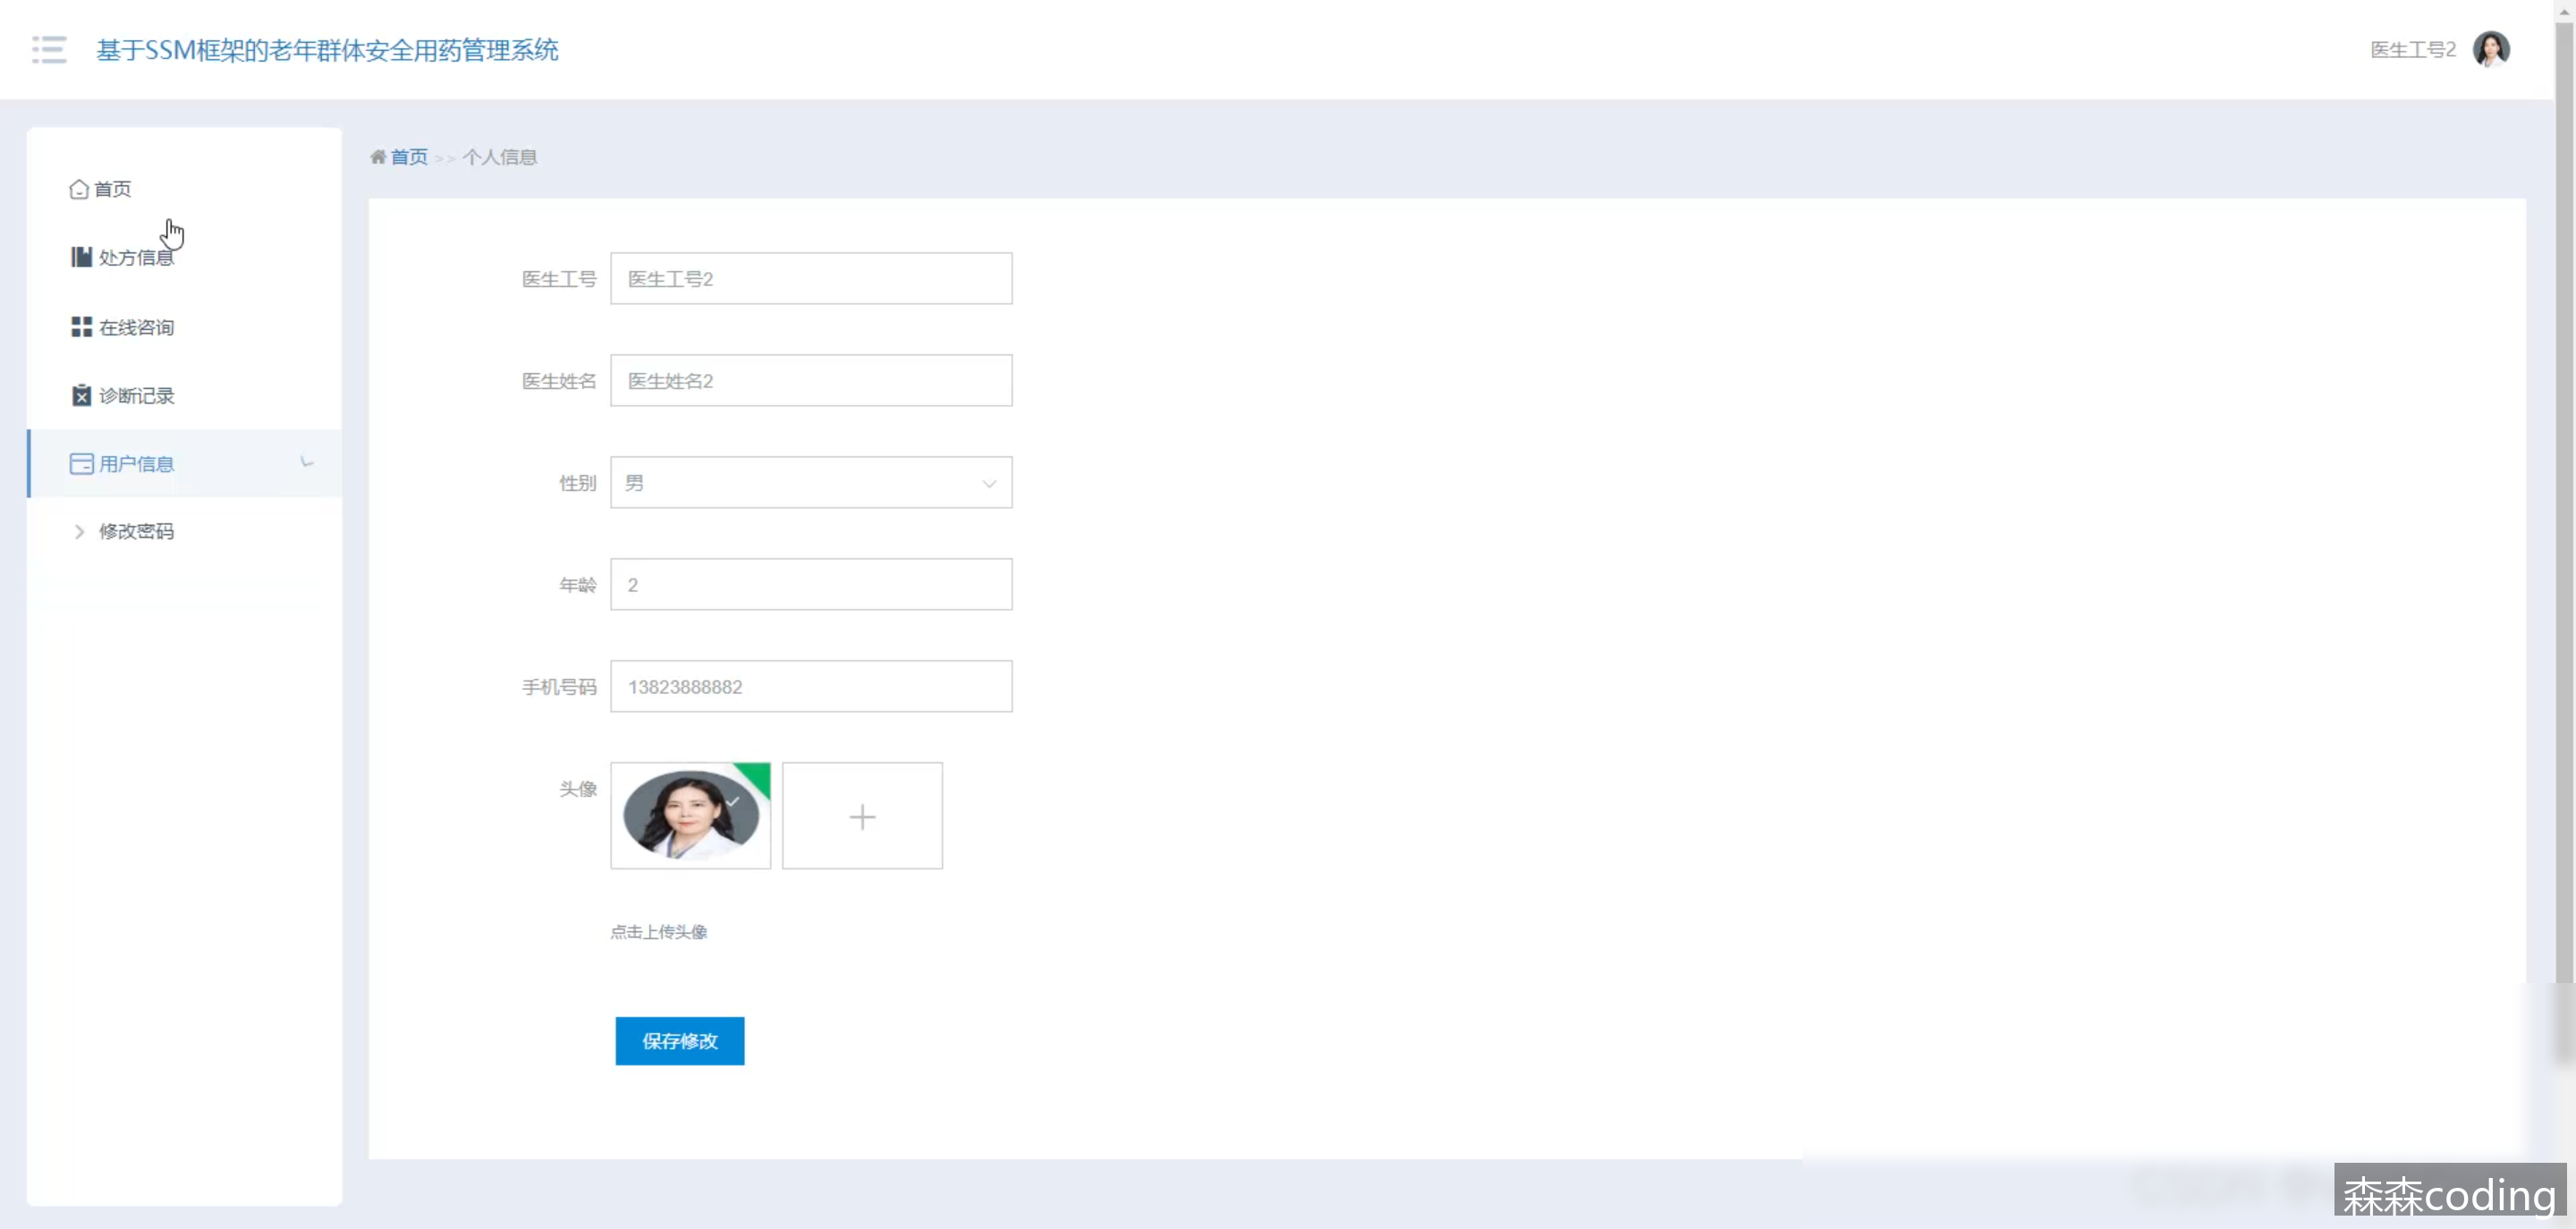 基于SSM框架的老年群体安全用药管理系统
医生工号2
首页 >> 个人信息
首页
处方信息
在线咨询
诊断记录
用户信息
修改密码
医生工号 医生工号2
医生姓名 医生姓名2
性别 男
年龄 2
手机号码 13823888882
头像
点击上传头像
保存修改
森森coding